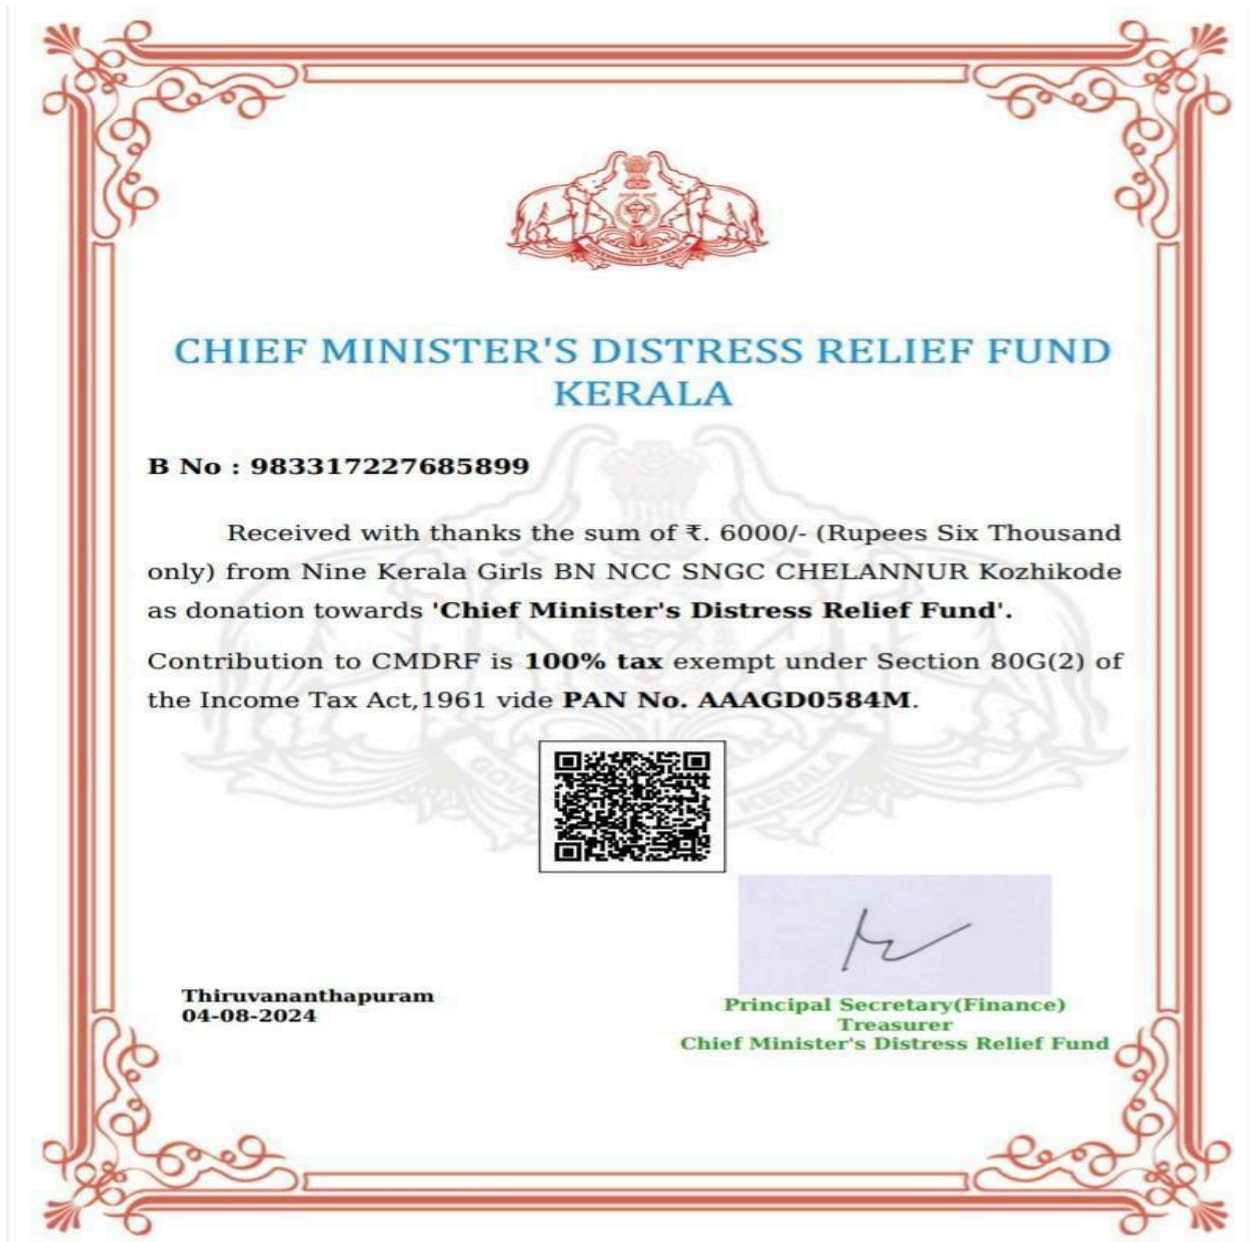 GOVERNMENT OF KERALA
CHIEF MINISTER'S DISTRESS RELIEF FUND
KERALA
B No : 983317227685899
Received with thanks the sum of ₹. 6000/- (Rupees Six Thousand
only) from Nine Kerala Girls BN NCC SNGC CHELANNUR Kozhikode
as donation towards 'Chief Minister's Distress Relief Fund'.
Contribution to CMDRF is 100% tax exempt under Section 80G(2) of
the Income Tax Act,1961 vide PAN No. AAAGD0584M.
Thiruvananthapuram
04-08-2024
Principal Secretary(Finance)
Treasurer
Chief Minister's Distress Relief Fund